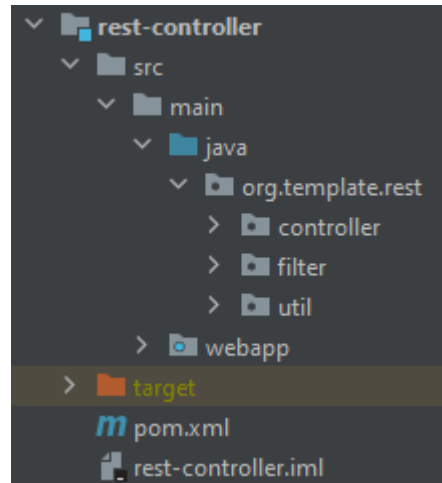 rest-controller
src
main
java
org.template.rest
controller
filter
util
webapp
target
m pom.xml
rest-controller.iml